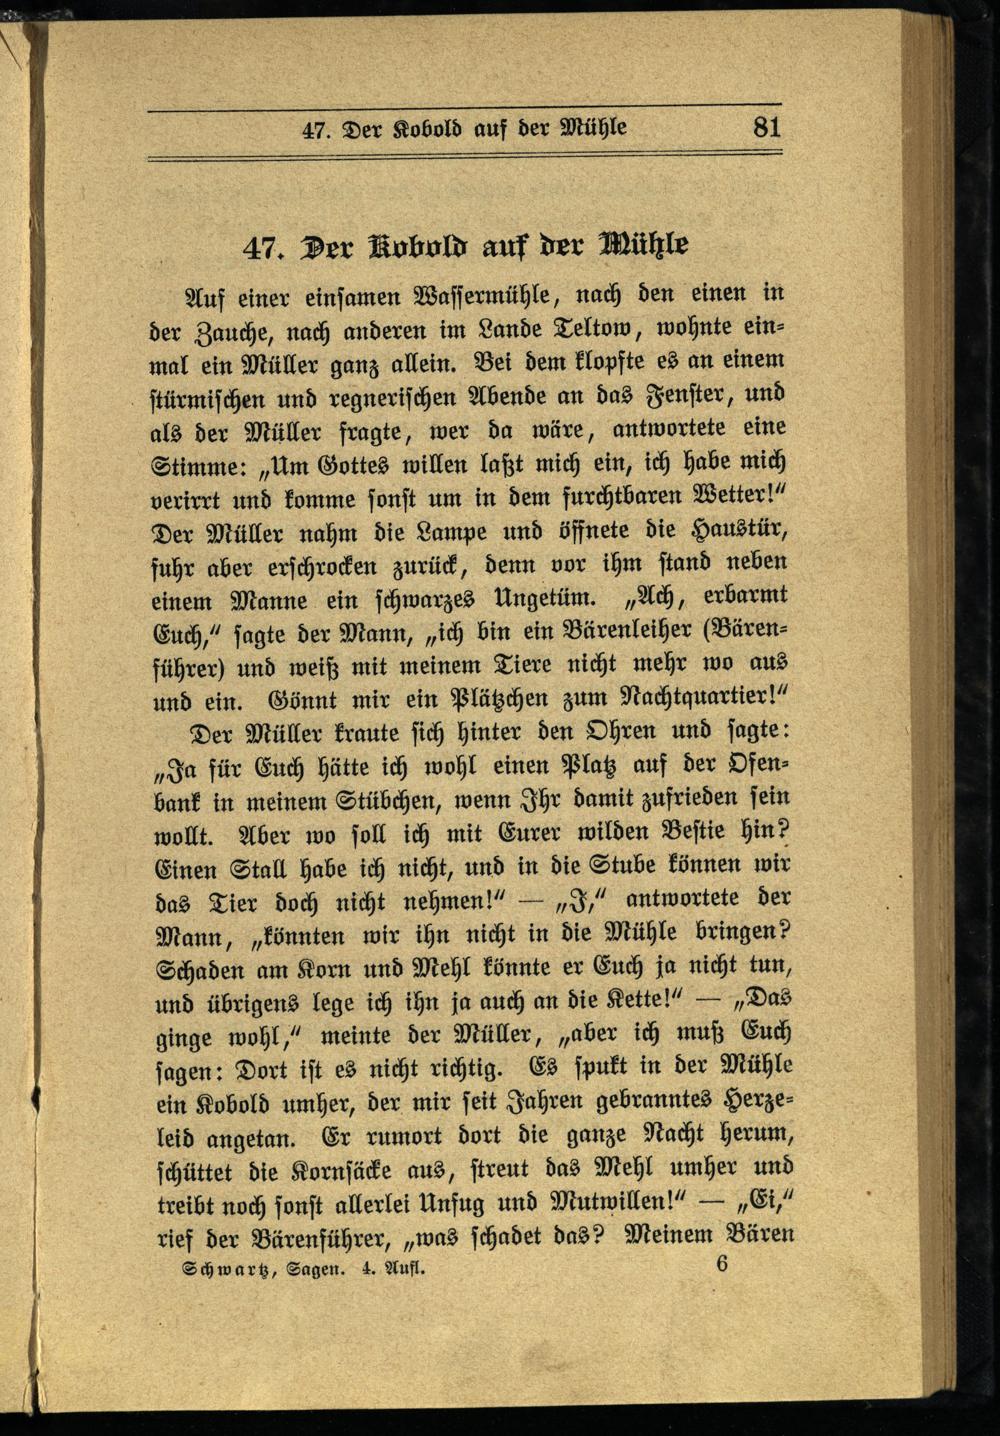 47. Der Kobold auf der Mühle 81
47. Der Kobold auf der Mühle
Auf einer einsamen Wassermühle, nach den einen in
der Zauche, nach anderen im Lande Teltow, wohnte ein-
mal ein Müller ganz allein. Bei dem klopfte es an einem
stürmischen und regnerischen Abende an das Fenster, und
als der Müller fragte, wer da wäre, antwortete eine
Stimme: „Um Gottes willen laßt mich ein, ich habe mich
verirrt und komme sonst um in dem furchtbaren Wetter!“
Der Müller nahm die Lampe und öffnete die Haustür,
fuhr aber erschrocken zurück, denn vor ihm stand neben
einem Manne ein schwarzes Ungetüm. „Ach, erbarmt
Euch,“ sagte der Mann, „ich bin ein Bärenleiher (Bären-
führer) und weiß mit meinem Tiere nicht mehr wo aus
und ein. Gönnt mir ein Plätzchen zum Nachtquartier!“
Der Müller kraute sich hinter den Ohren und sagte:
„Ja für Euch hätte ich wohl einen Platz auf der Ofen-
bank in meinem Stübchen, wenn Ihr damit zufrieden sein
wollt. Aber wo soll ich mit Eurer wilden Bestie hin?
Einen Stall habe ich nicht, und in die Stube können wir
das Tier doch nicht nehmen!“ — „I,“ antwortete der
Mann, „könnten wir ihn nicht in die Mühle bringen?
Schaden am Korn und Mehl könnte er Euch ja nicht tun,
und übrigens lege ich ihn ja auch an die Kette!“ — „Das
ginge wohl,“ meinte der Müller, „aber ich muß Euch
sagen: Dort ist es nicht richtig. Es spukt in der Mühle
ein Kobold umher, der mir seit Jahren gebranntes Herze-
leid angetan. Er rumort dort die ganze Nacht herum,
schüttet die Kornsäcke aus, streut das Mehl umher und
treibt noch sonst allerlei Unfug und Mutwillen!“ — „Ei,“
rief der Bärenführer, „was schadet das? Meinem Bären
Schwartz, Sagen. 4. Aufl. 6